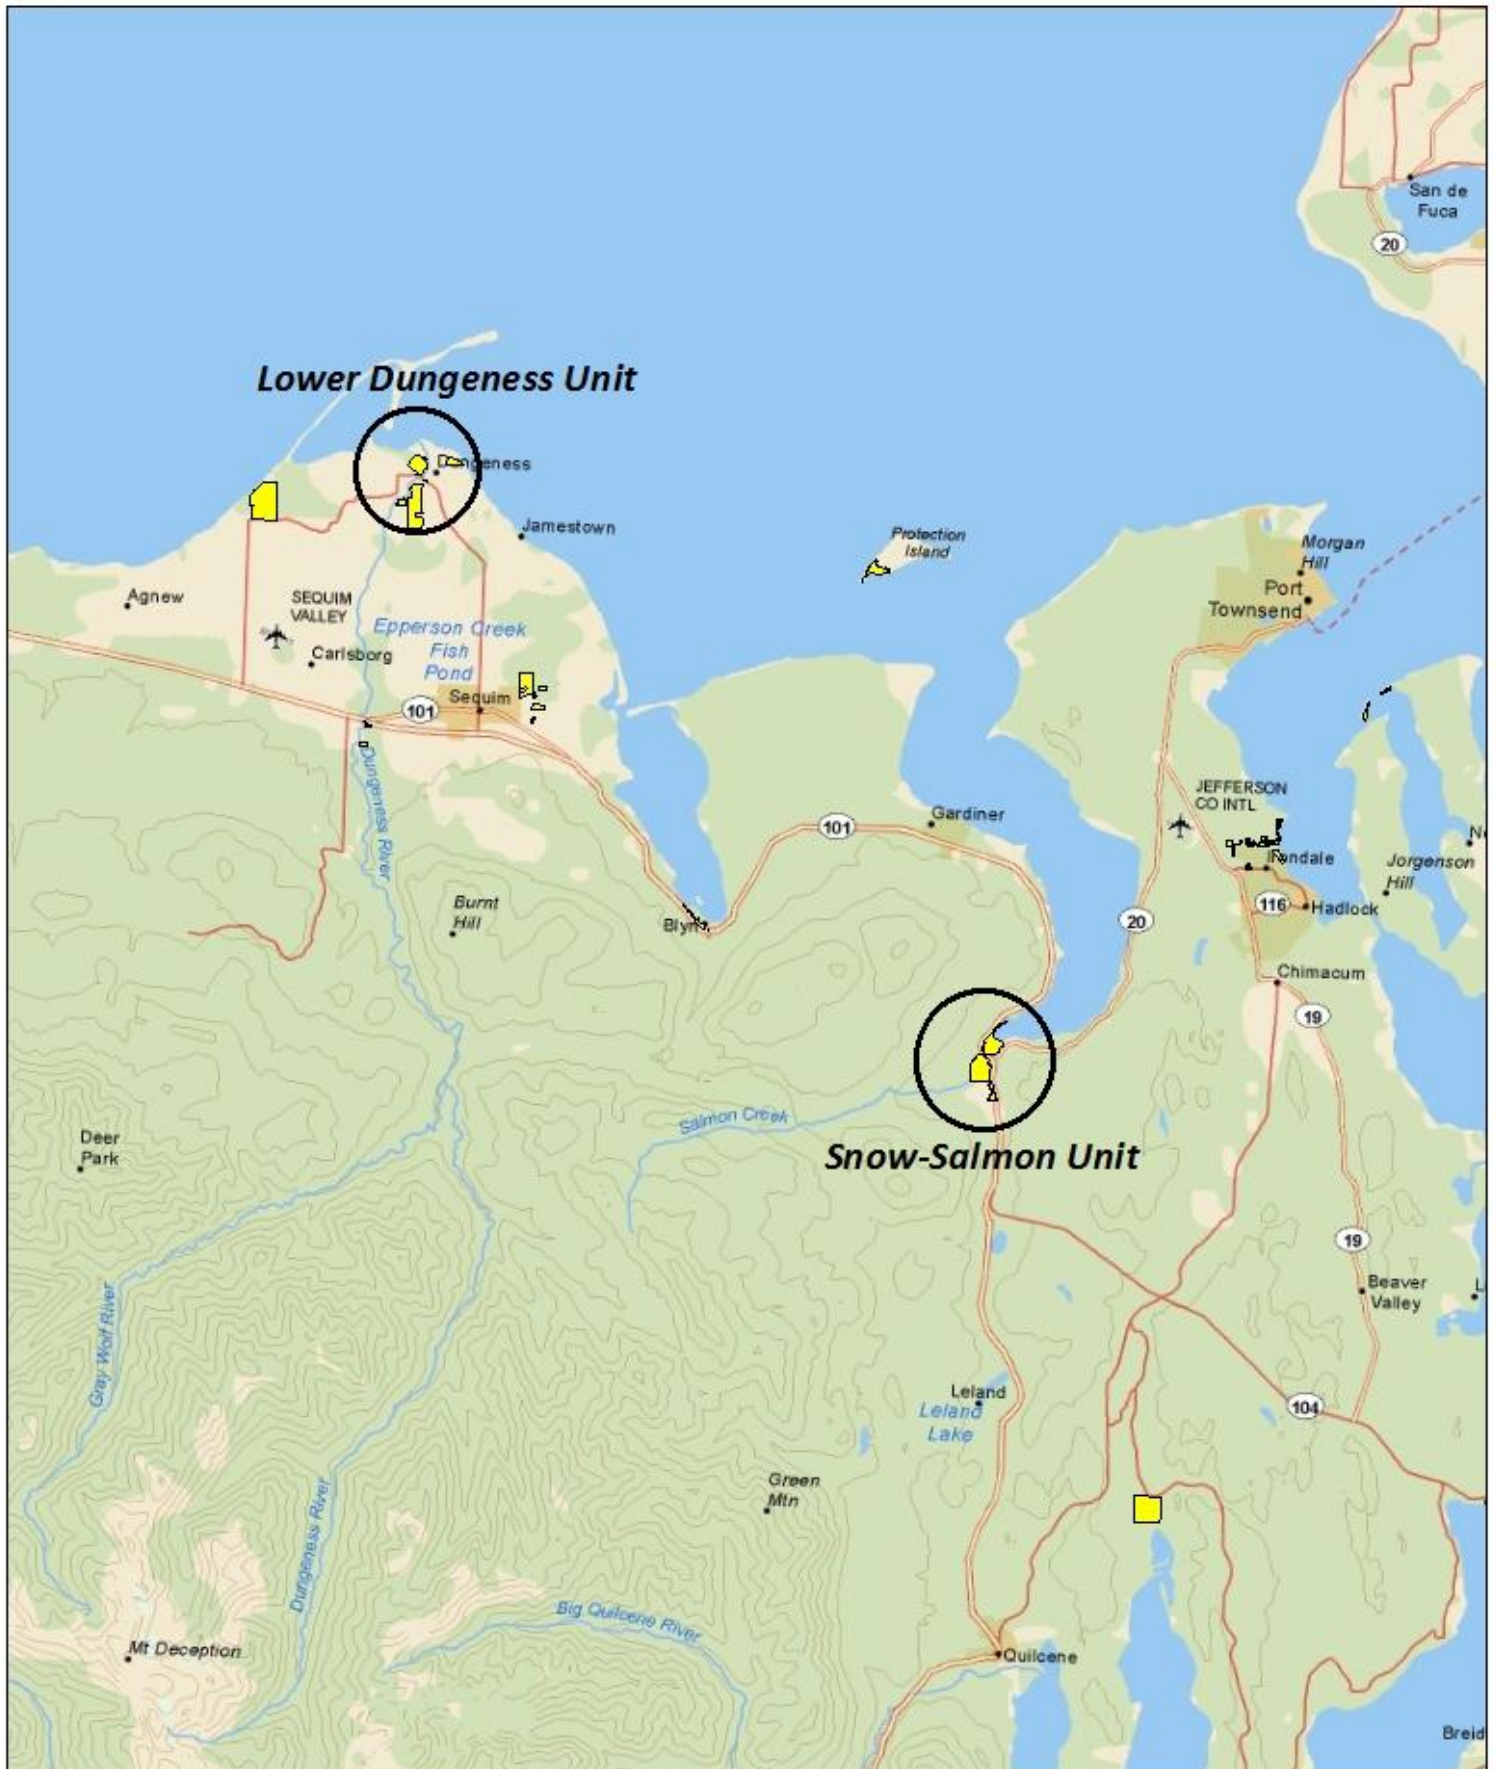 San de
Fuca
20
Lower Dungeness Unit
Dungeness
Jamestown
Protection
Island
Morgan
Hill
Port
Townsend
Agnew
SEQUIM
VALLEY
Epperson Creek
Fish
Pond
Carlsborg
Sequim
101
Dungeness River
JEFFERSON
CO INTL
Gardiner
101
Irondale
Jorgenson
Hill
116
Hadlock
Burnt
Hill
Blyn
20
Chimacum
19
Salmon Creek
Deer
Park
Snow-Salmon Unit
19
Beaver
Valley
Gray Wolf River
Leland
Leland
Lake
104
Green
Mtn
Dungeness River
Big Quilcene River
Mt Deception
Quilcene
Breid